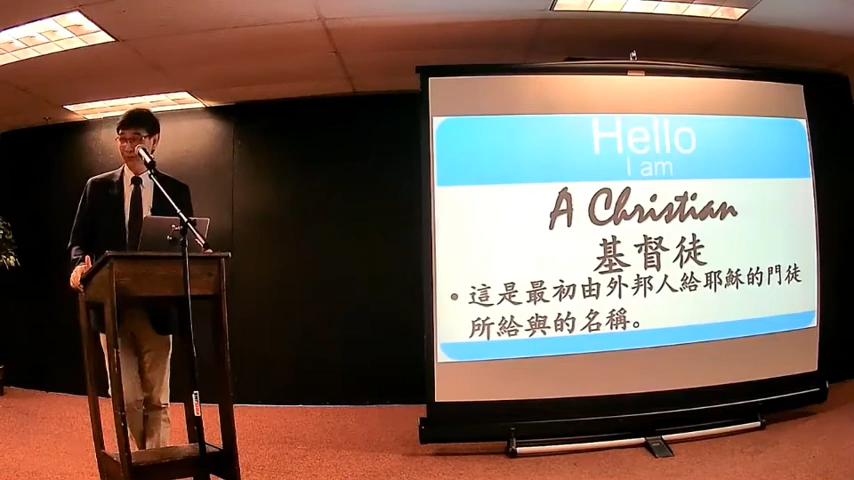 Hello
I am
A Christian
基督徒
• 這是最初由外邦人給耶穌的門徒
所給與的名稱。